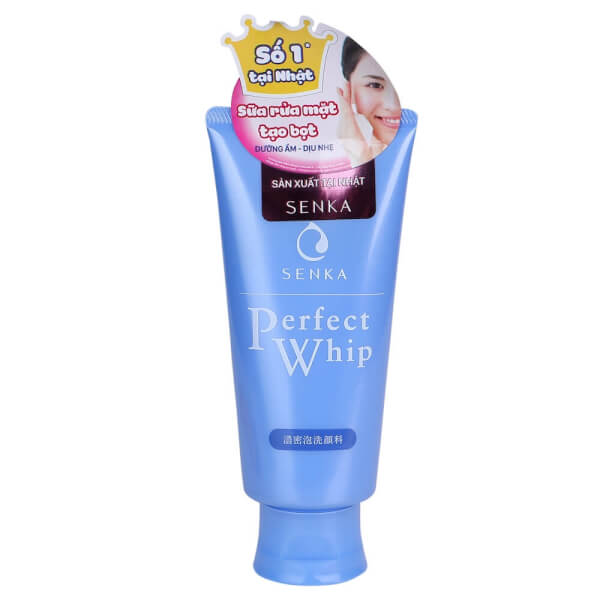 Số 1*
tại Nhật
Sữa rửa mặt
tạo bọt
DƯỠNG ẨM - DỊU NHẸ
SẢN XUẤT TẠI NHẬT
SENKA
SENKA
Perfect
Whip
濃密泡洗顔料